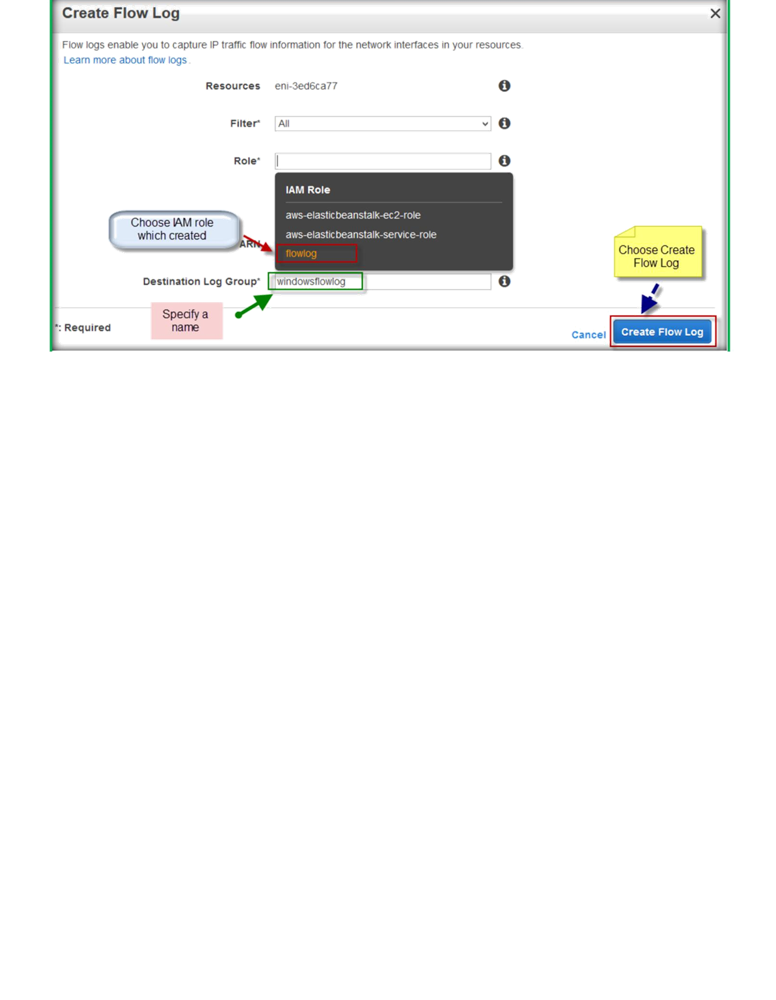 Create Flow Log
Flow logs enable you to capture IP traffic flow information for the network interfaces in your resources.
Learn more about flow logs.
Resources eni-3ed6ca77
Filter* All
Role*
IAM Role
aws-elasticbeanstalk-ec2-role
aws-elasticbeanstalk-service-role
flowlog
Choose IAM role
which created
ARN
Choose Create
Flow Log
Destination Log Group* windowsflowlog
Specify a
name
*: Required
Cancel
Create Flow Log